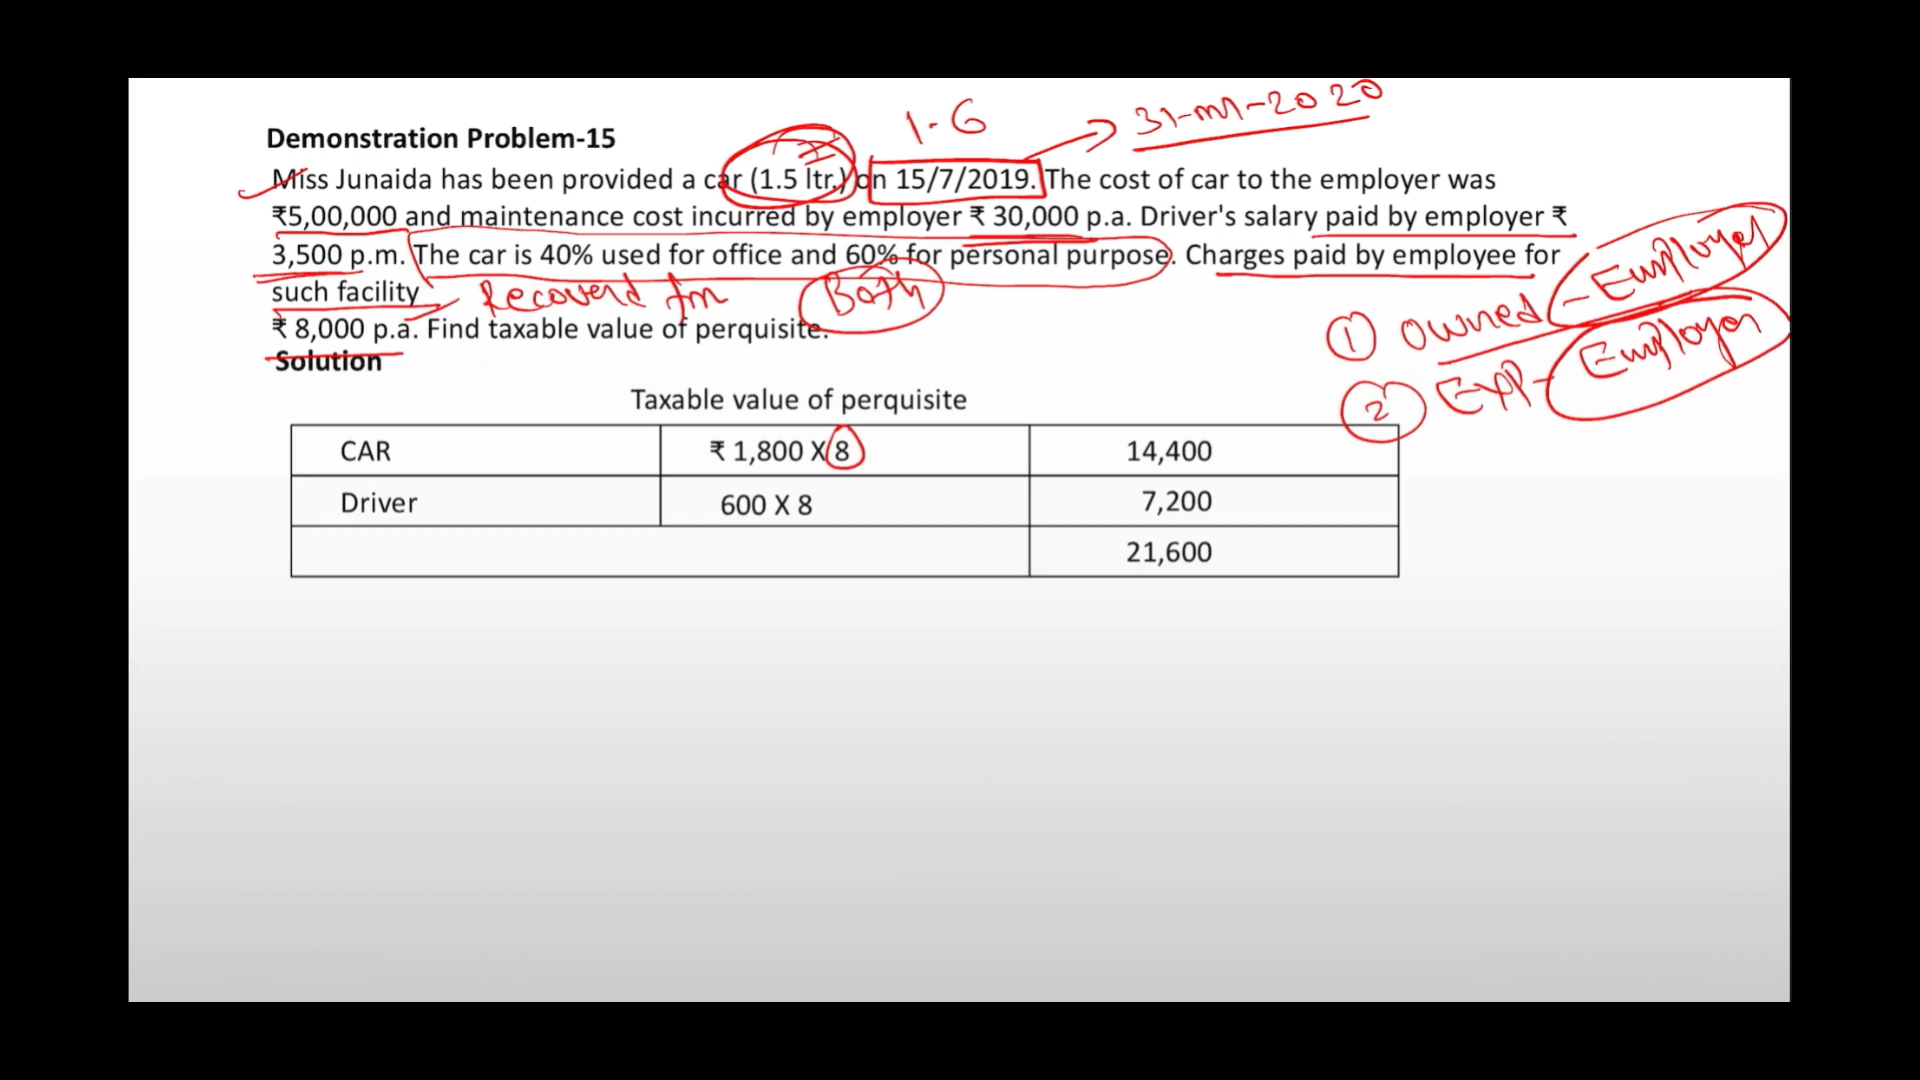 31-m1-2020
1-G
Demonstration Problem-15
Miss Junaida has been provided a car (1.5 ltr.) on 15/7/2019. The cost of car to the employer was
₹5,00,000 and maintenance cost incurred by employer ₹ 30,000 p.a. Driver's salary paid by employer ₹
3,500 p.m. The car is 40% used for office and 60% for personal purpose. Charges paid by employee for
such facility
Recoverd fm
Both
₹ 8,000 p.a. Find taxable value of perquisite.
① Owned - Employer
② Exp - Employer
Solution
Taxable value of perquisite
CAR ₹ 1,800 X 8 14,400
Driver 600 X 8 7,200
21,600